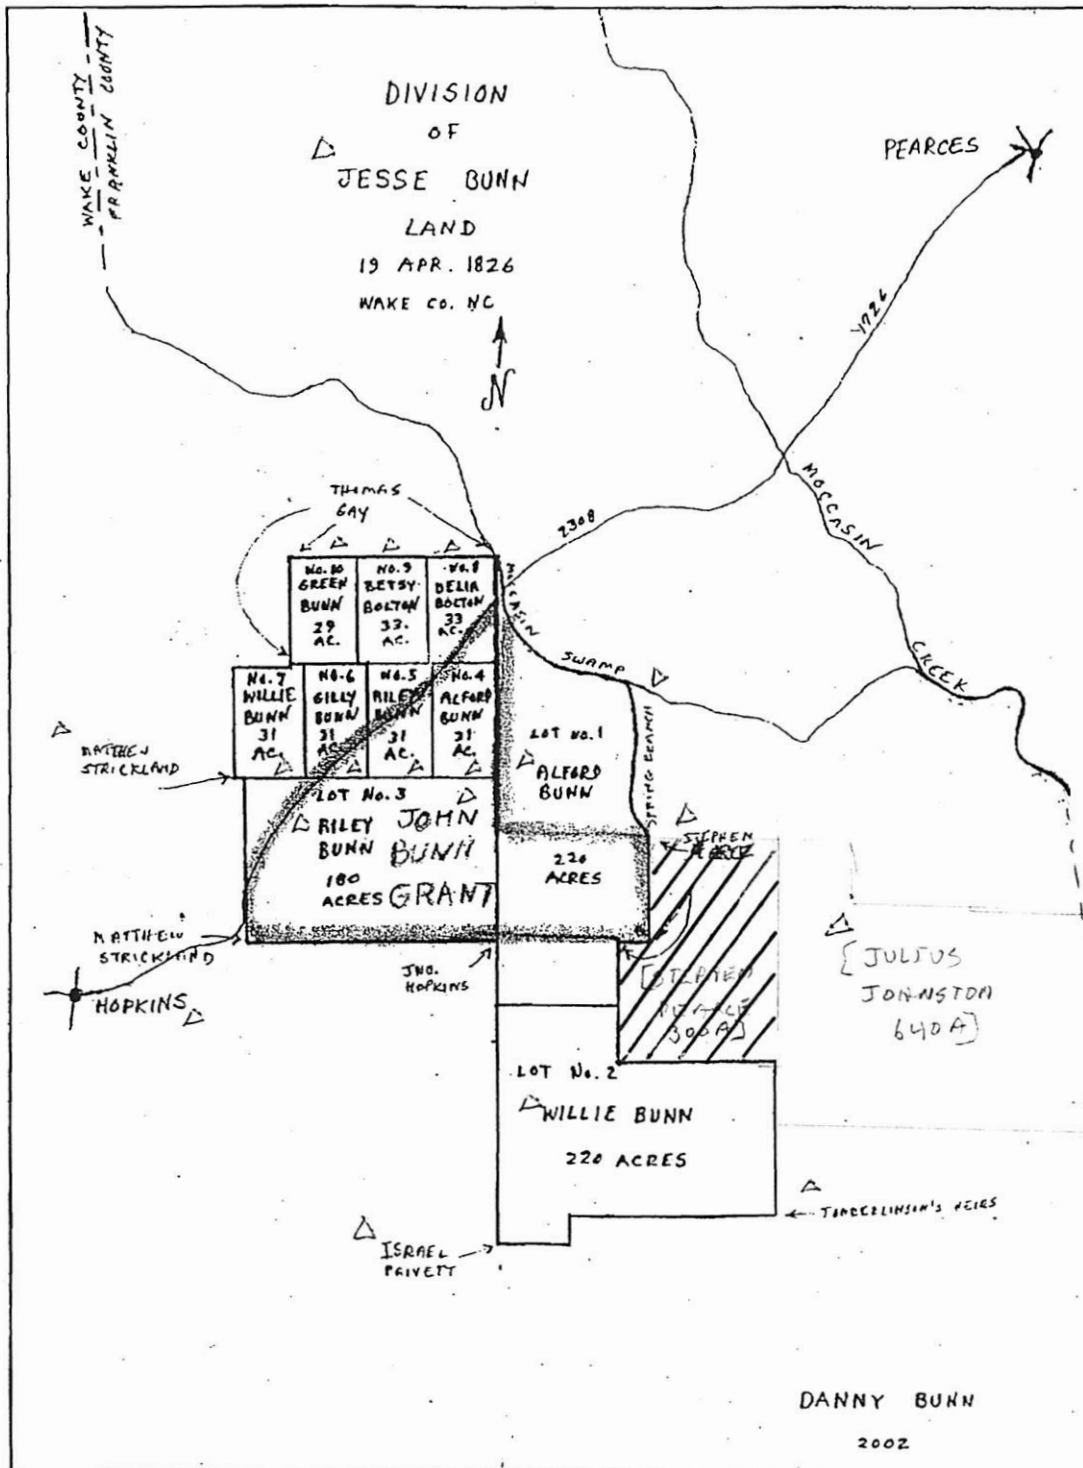 WAKE COUNTY
FRANKLIN COUNTY
DIVISION
OF
JESSE BUNN
LAND
19 APR. 1826
WAKE CO. NC
N
PEARCES
1726
2308
MOCCASIN
CREEK
MOCCASIN
SWAMP
SPRING BRANCH
THOMAS
GAY
No. 10
GREEN
BUNN
29
AC.
No. 9
BETSY
BOLTON
33
AC.
No. 8
DELIA
BOLTON
33
AC.
No. 7
WILLIE
BUNN
31
AC.
No. 6
GILLY
BUNN
31
AC.
No. 5
RILEY
BUNN
31
AC.
No. 4
ALFORD
BUNN
31
AC.
LOT No. 1
ALFORD
BUNN
220
ACRES
MATTHEW
STRICKLAND
LOT No. 3
RILEY
BUNN
180
ACRES
JOHN
BUNN
GRANT
STEPHEN
PEARCE
MATTHEW
STRICKLAND
HOPKINS
JNO.
HOPKINS
PEARCE
300A]
[JULIUS
JOHNSTON
640A]
LOT No. 2
WILLIE BUNN
220 ACRES
HEIRS
ISRAEL
PRIVETT
DANNY BUNN
2002